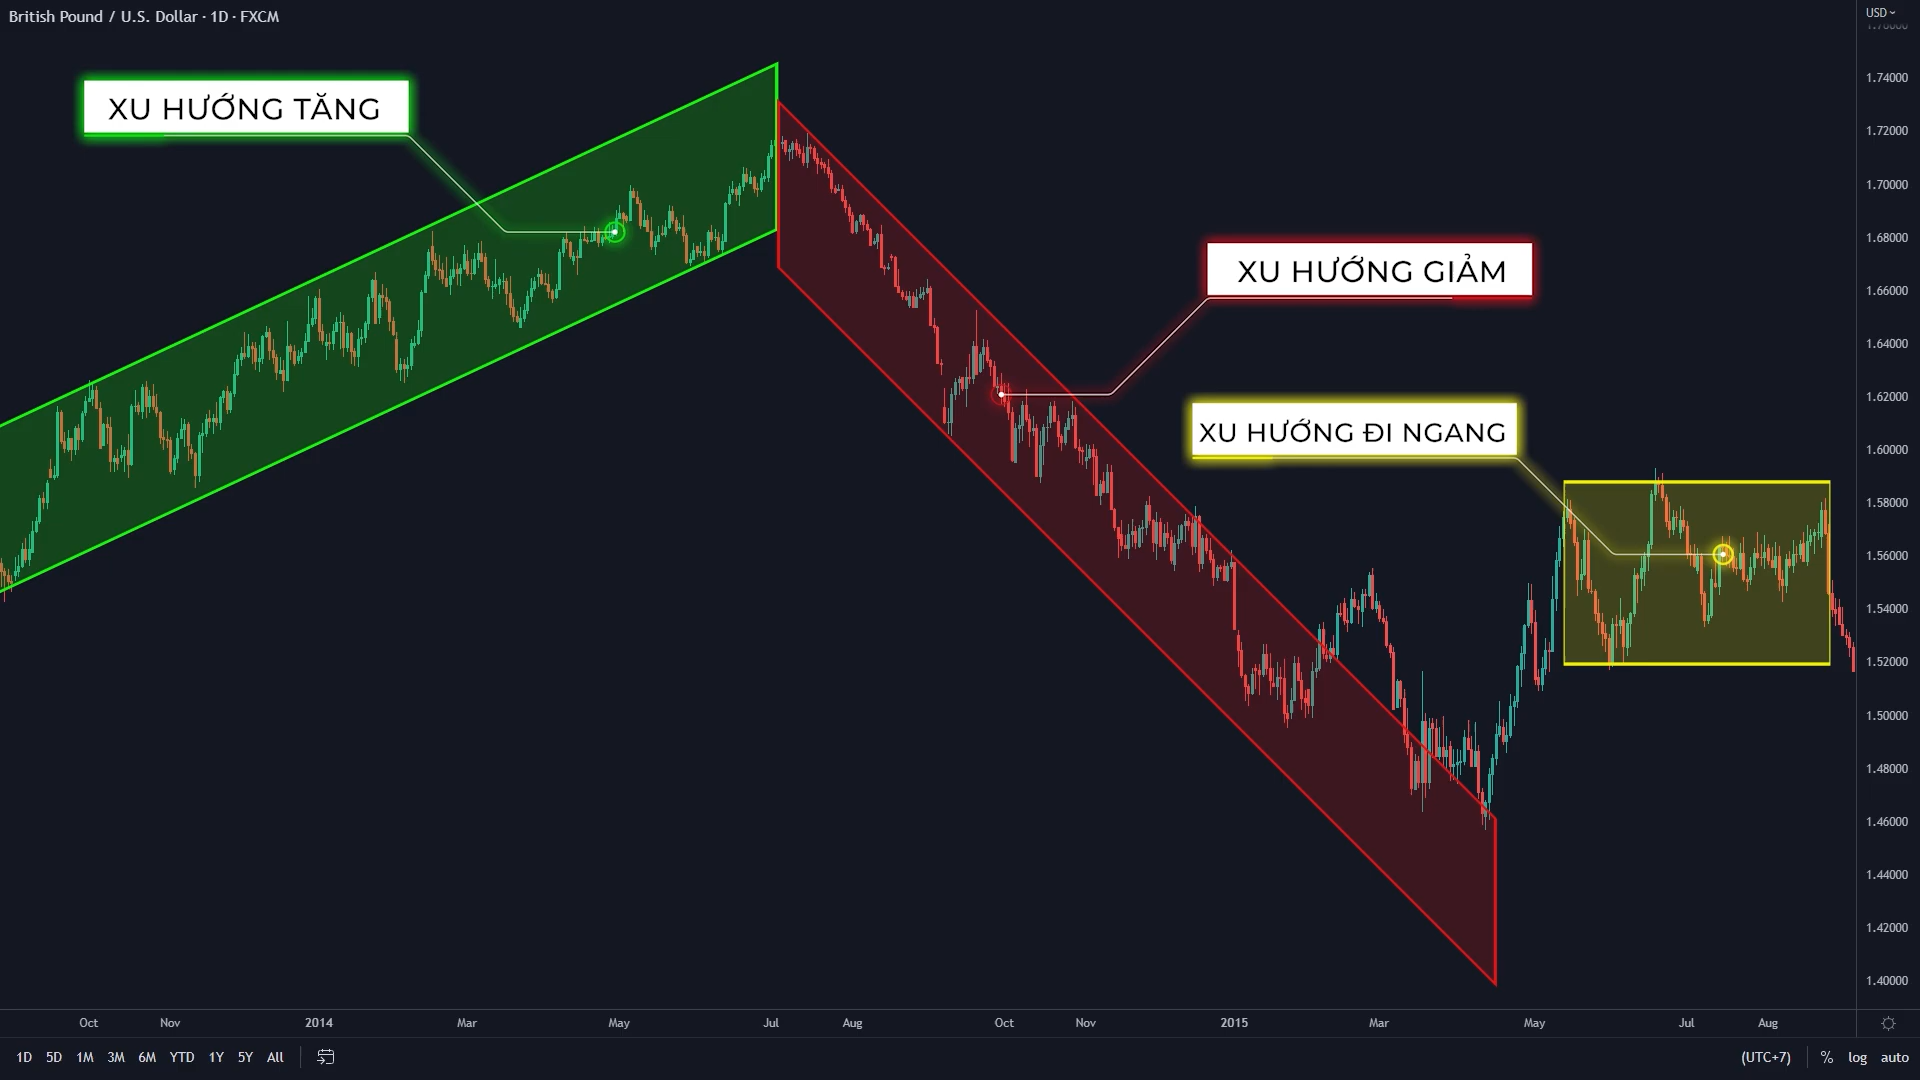 British Pound / U.S. Dollar · 1D · FXCM
USD
XU HƯỚNG TĂNG
XU HƯỚNG GIẢM
XU HƯỚNG ĐI NGANG
1.74000
1.72000
1.70000
1.68000
1.66000
1.64000
1.62000
1.60000
1.58000
1.56000
1.54000
1.52000
1.50000
1.48000
1.46000
1.44000
1.42000
1.40000
Oct Nov 2014 Mar May Jul Aug Oct Nov 2015 Mar May Jul Aug
1D 5D 1M 3M 6M YTD 1Y 5Y All (UTC+7) % log auto